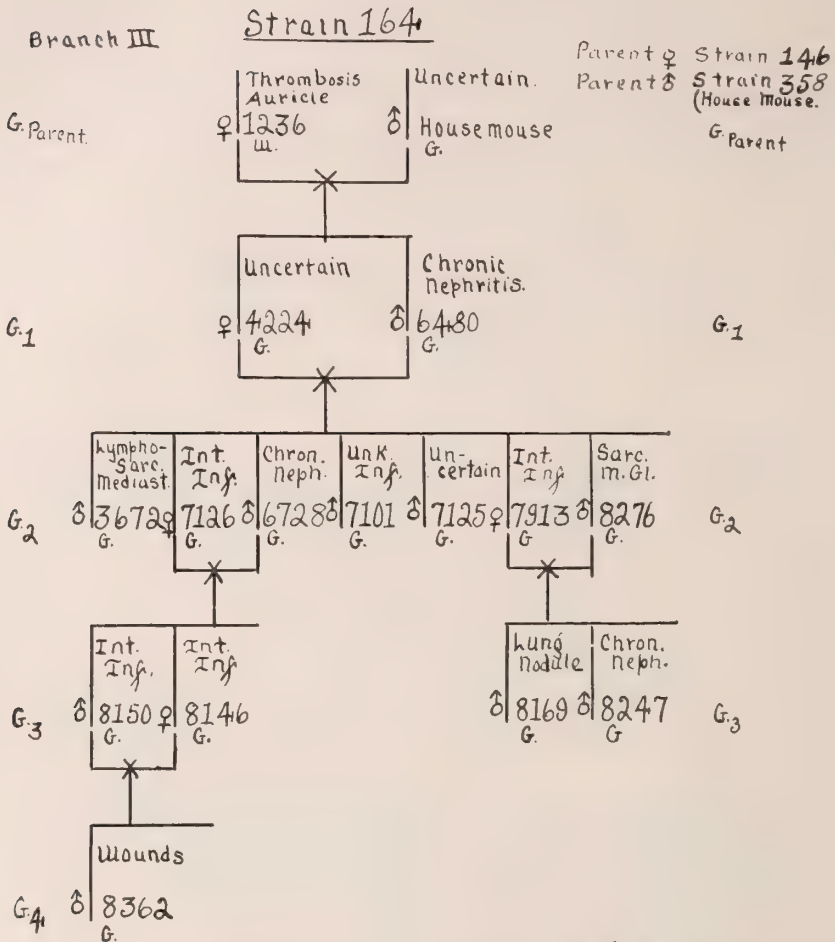 Branch III
Strain 164
Parent ♀ Strain 146
Parent ♂ Strain 358
(House Mouse.
G. Parent.
Thrombosis
Auricle
♀ 1236
W.
Uncertain.
♂ House mouse
G.
G. Parent
G.1
Uncertain
♀ 4224
G.
Chronic
Nephritis.
♂ 6480
G.
G.1
G.2
Lympho-
Sarc.
Mediast.
♂ 3672
G.
Int.
Inf.
♀ 7126
G.
Chron.
Neph.
♂ 6728
G.
Unk.
Inf.
♂ 7101
G.
Un-
certain
♂ 7125
G.
Int.
Inf
♀ 7913
G
Sarc.
M. Gl.
♂ 8276
G.
G.2
G.3
Int.
Inf.
♂ 8150
G.
Int.
Inf
♀ 8146
G.
Lung
Nodule
♂ 8169
G.
Chron.
Neph.
♂ 8247
G
G.3
G.4
Wounds
♂ 8362
G.